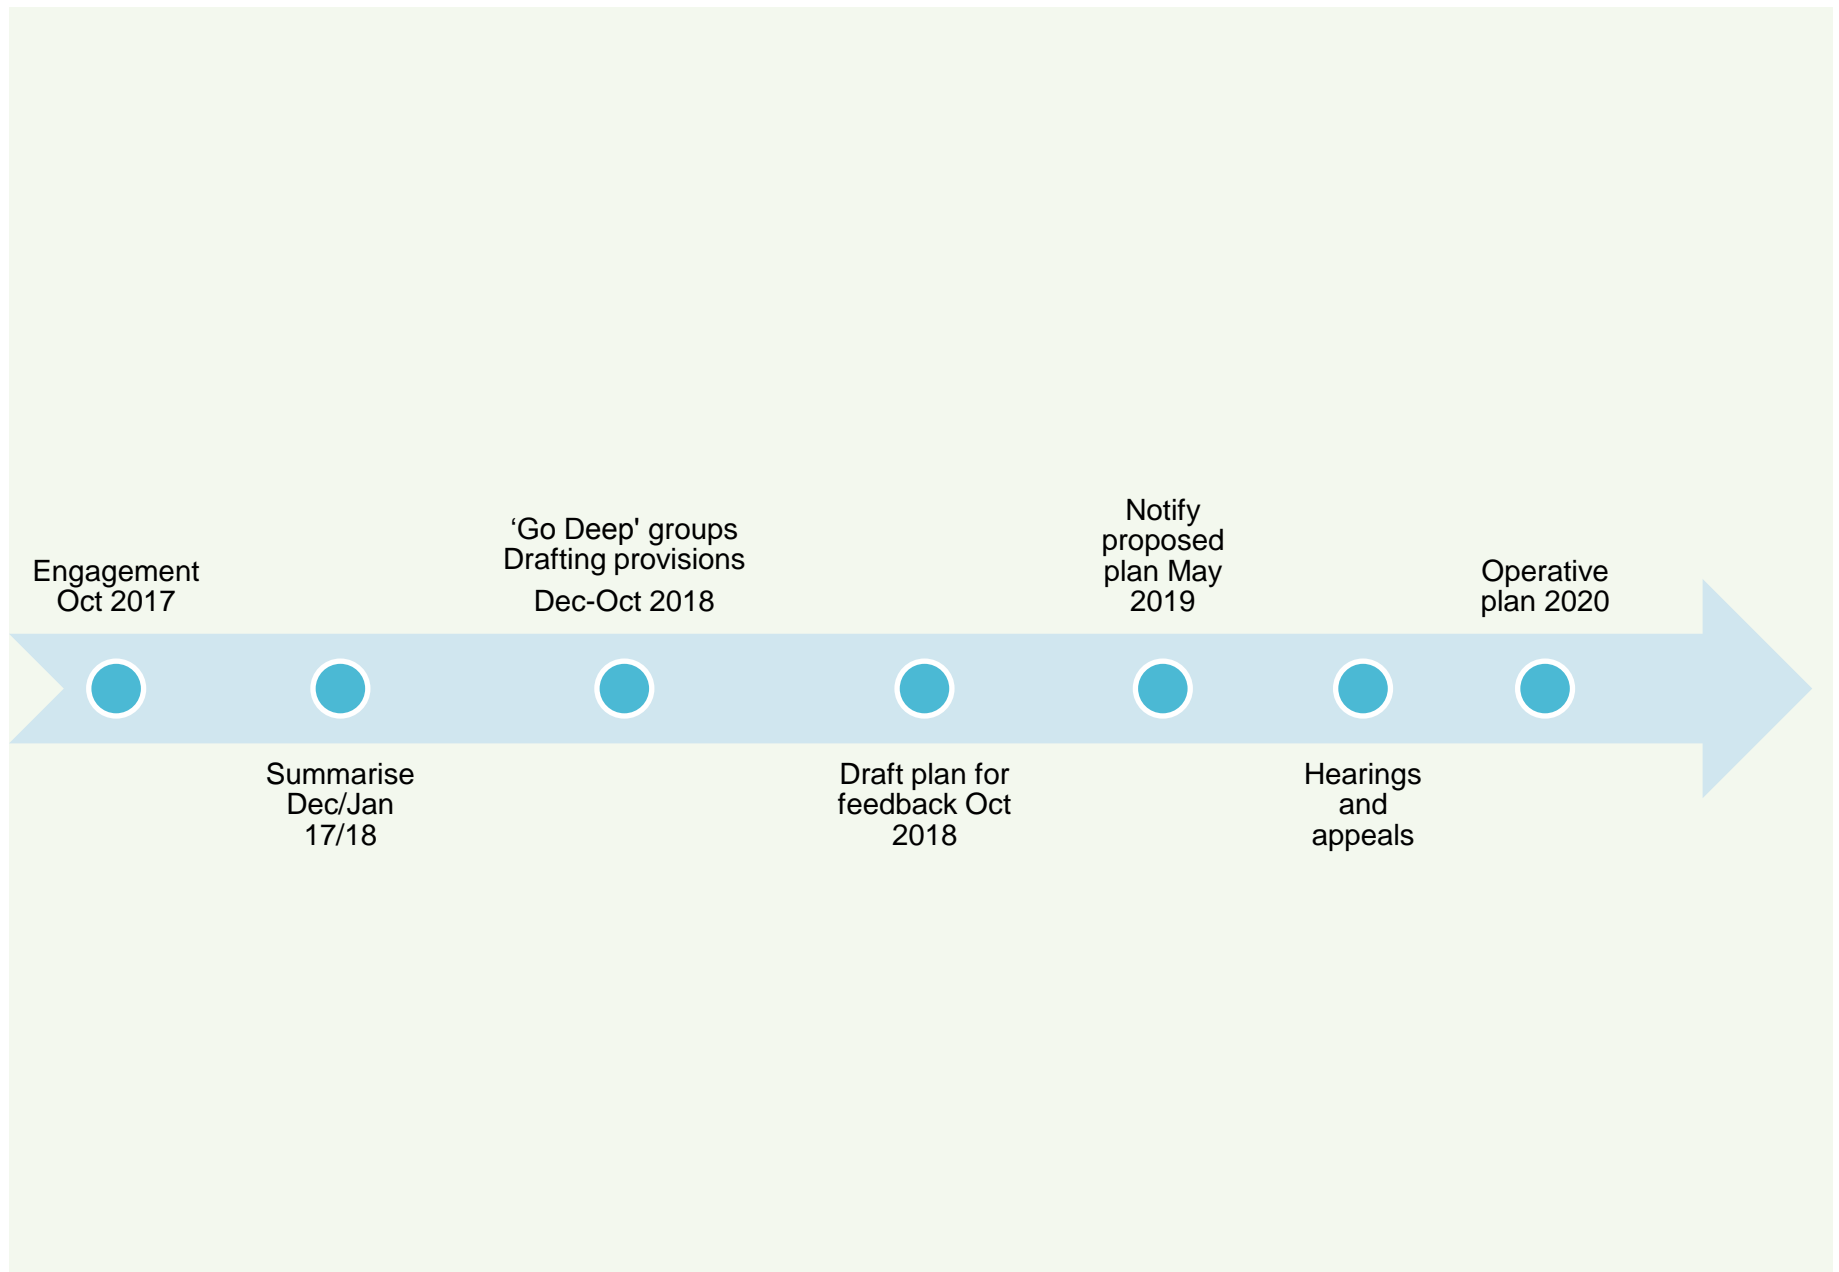 Engagement
Oct 2017
Summarise
Dec/Jan
17/18
‘Go Deep' groups
Drafting provisions
Dec-Oct 2018
Draft plan for
feedback Oct
2018
Notify
proposed
plan May
2019
Hearings
and
appeals
Operative
plan 2020